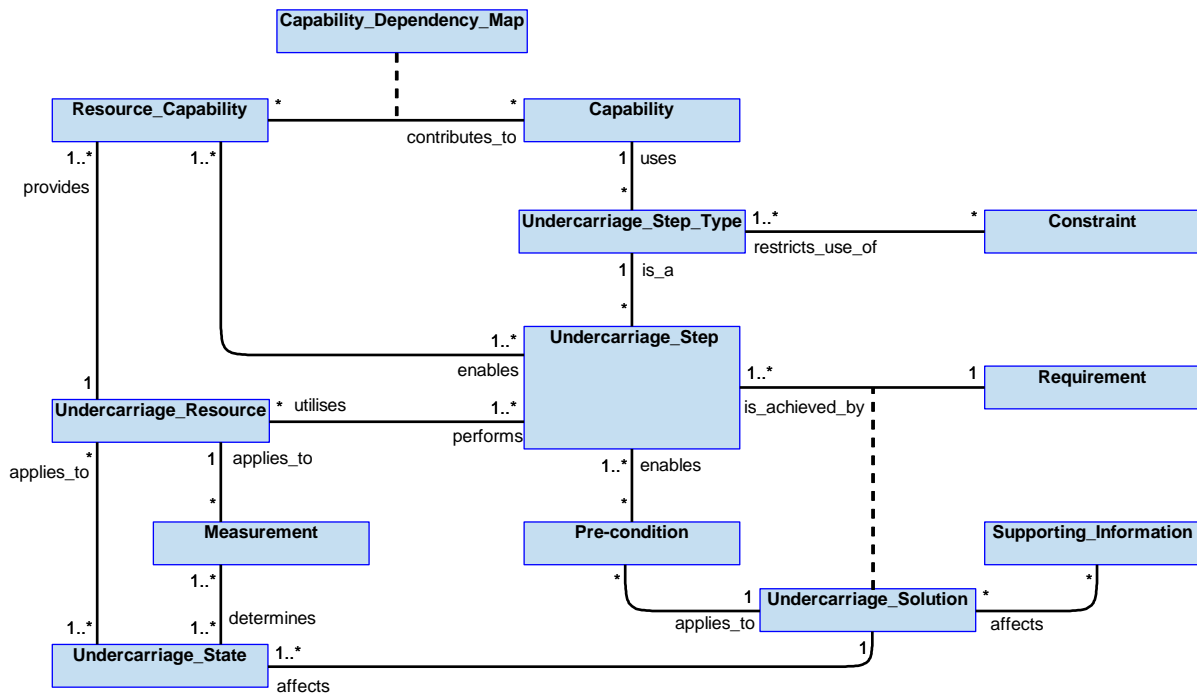 Capability_Dependency_Map
Resource_Capability
*
*
Capability
contributes_to
1..*
1..*
1
uses
provides
*
Undercarriage_Step_Type
1..*
*
Constraint
restricts_use_of
1
is_a
*
Undercarriage_Step
1..*
enables
1..*
1
Requirement
is_achieved_by
1
Undercarriage_Resource
*
utilises
1..*
performs
*
applies_to
1
applies_to
1..*
enables
*
*
Measurement
Pre-condition
Supporting_Information
1..*
*
*
determines
1
Undercarriage_Solution
*
applies_to
affects
1..*
1..*
Undercarriage_State
1..*
1
affects